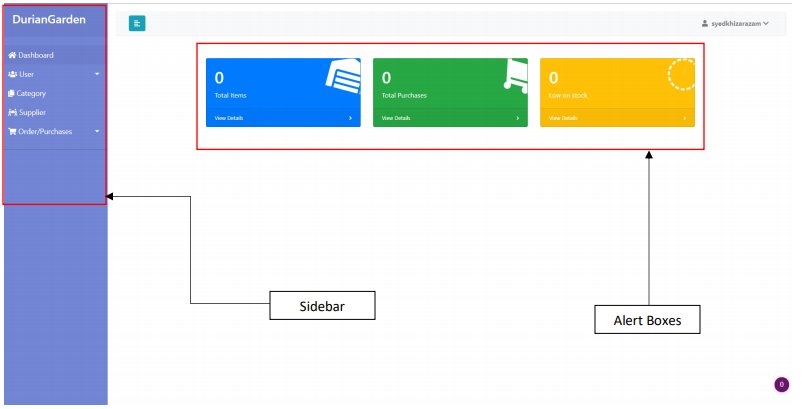 DurianGarden
syedkhizarazam
Dashboard
User
Category
Supplier
Order/Purchases
0
Total Items
View Details
0
Total Purchases
View Details
0
Low on stock
View Details
Sidebar
Alert Boxes
0